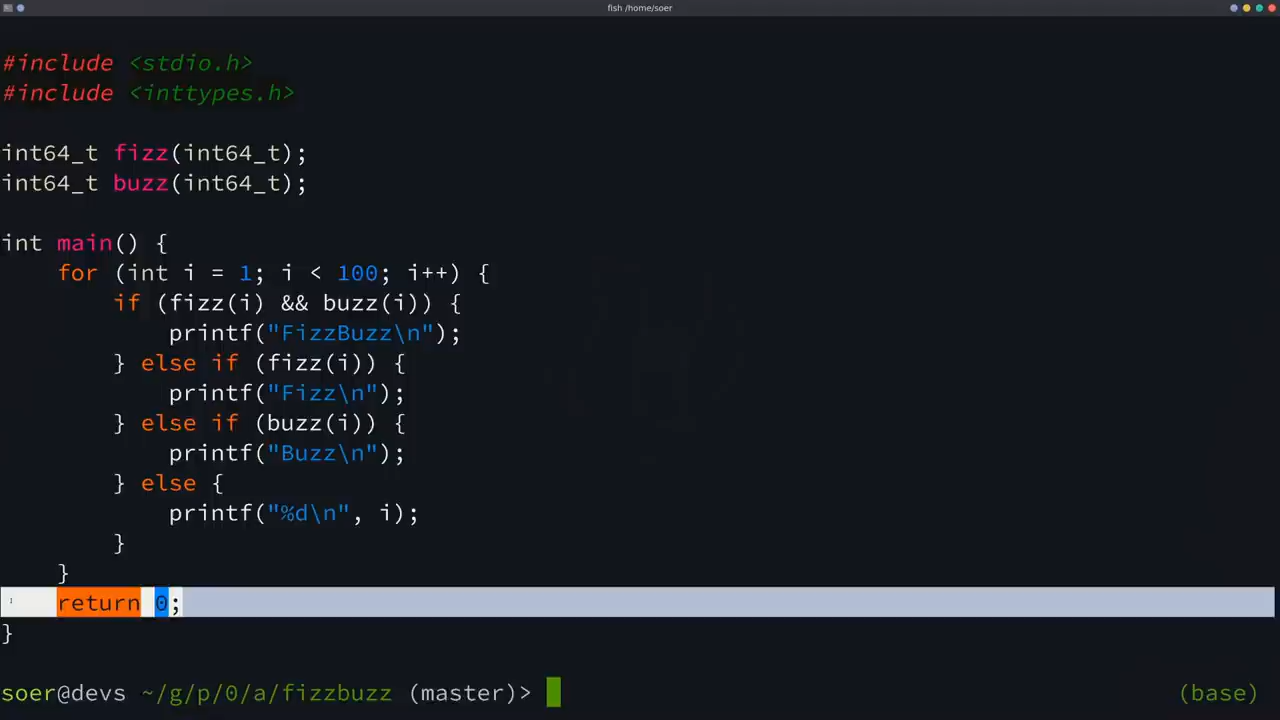 fish /home/soer
#include <stdio.h>
#include <inttypes.h>
int64_t fizz(int64_t);
int64_t buzz(int64_t);
int main() {
    for (int i = 1; i < 100; i++) {
        if (fizz(i) && buzz(i)) {
            printf("FizzBuzz\n");
        } else if (fizz(i)) {
            printf("Fizz\n");
        } else if (buzz(i)) {
            printf("Buzz\n");
        } else {
            printf("%d\n", i);
        }
    }
    return 0;
}
soer@devs ~/g/p/0/a/fizzbuzz (master)> (base)